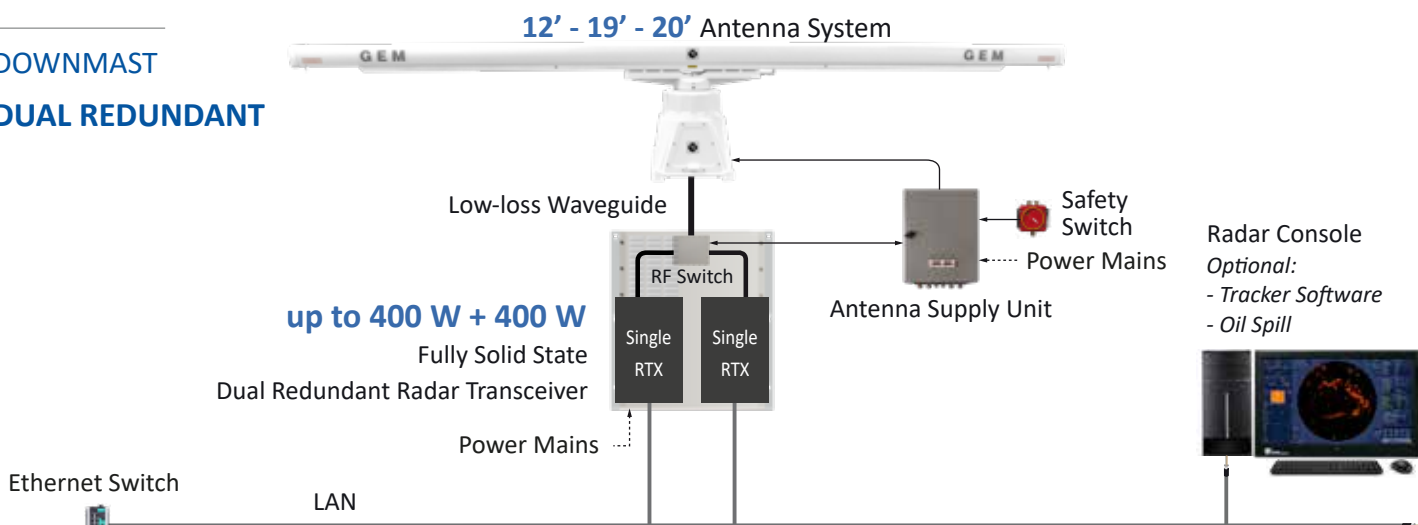 12’ - 19’ - 20’ Antenna System
DOWNMAST
DUAL REDUNDANT
GEM
GEM
Low-loss Waveguide
Safety
Switch
Power Mains
Antenna Supply Unit
RF Switch
up to 400 W + 400 W
Fully Solid State
Dual Redundant Radar Transceiver
Single
RTX
Single
RTX
Power Mains
Radar Console
Optional:
- Tracker Software
- Oil Spill
Ethernet Switch
LAN